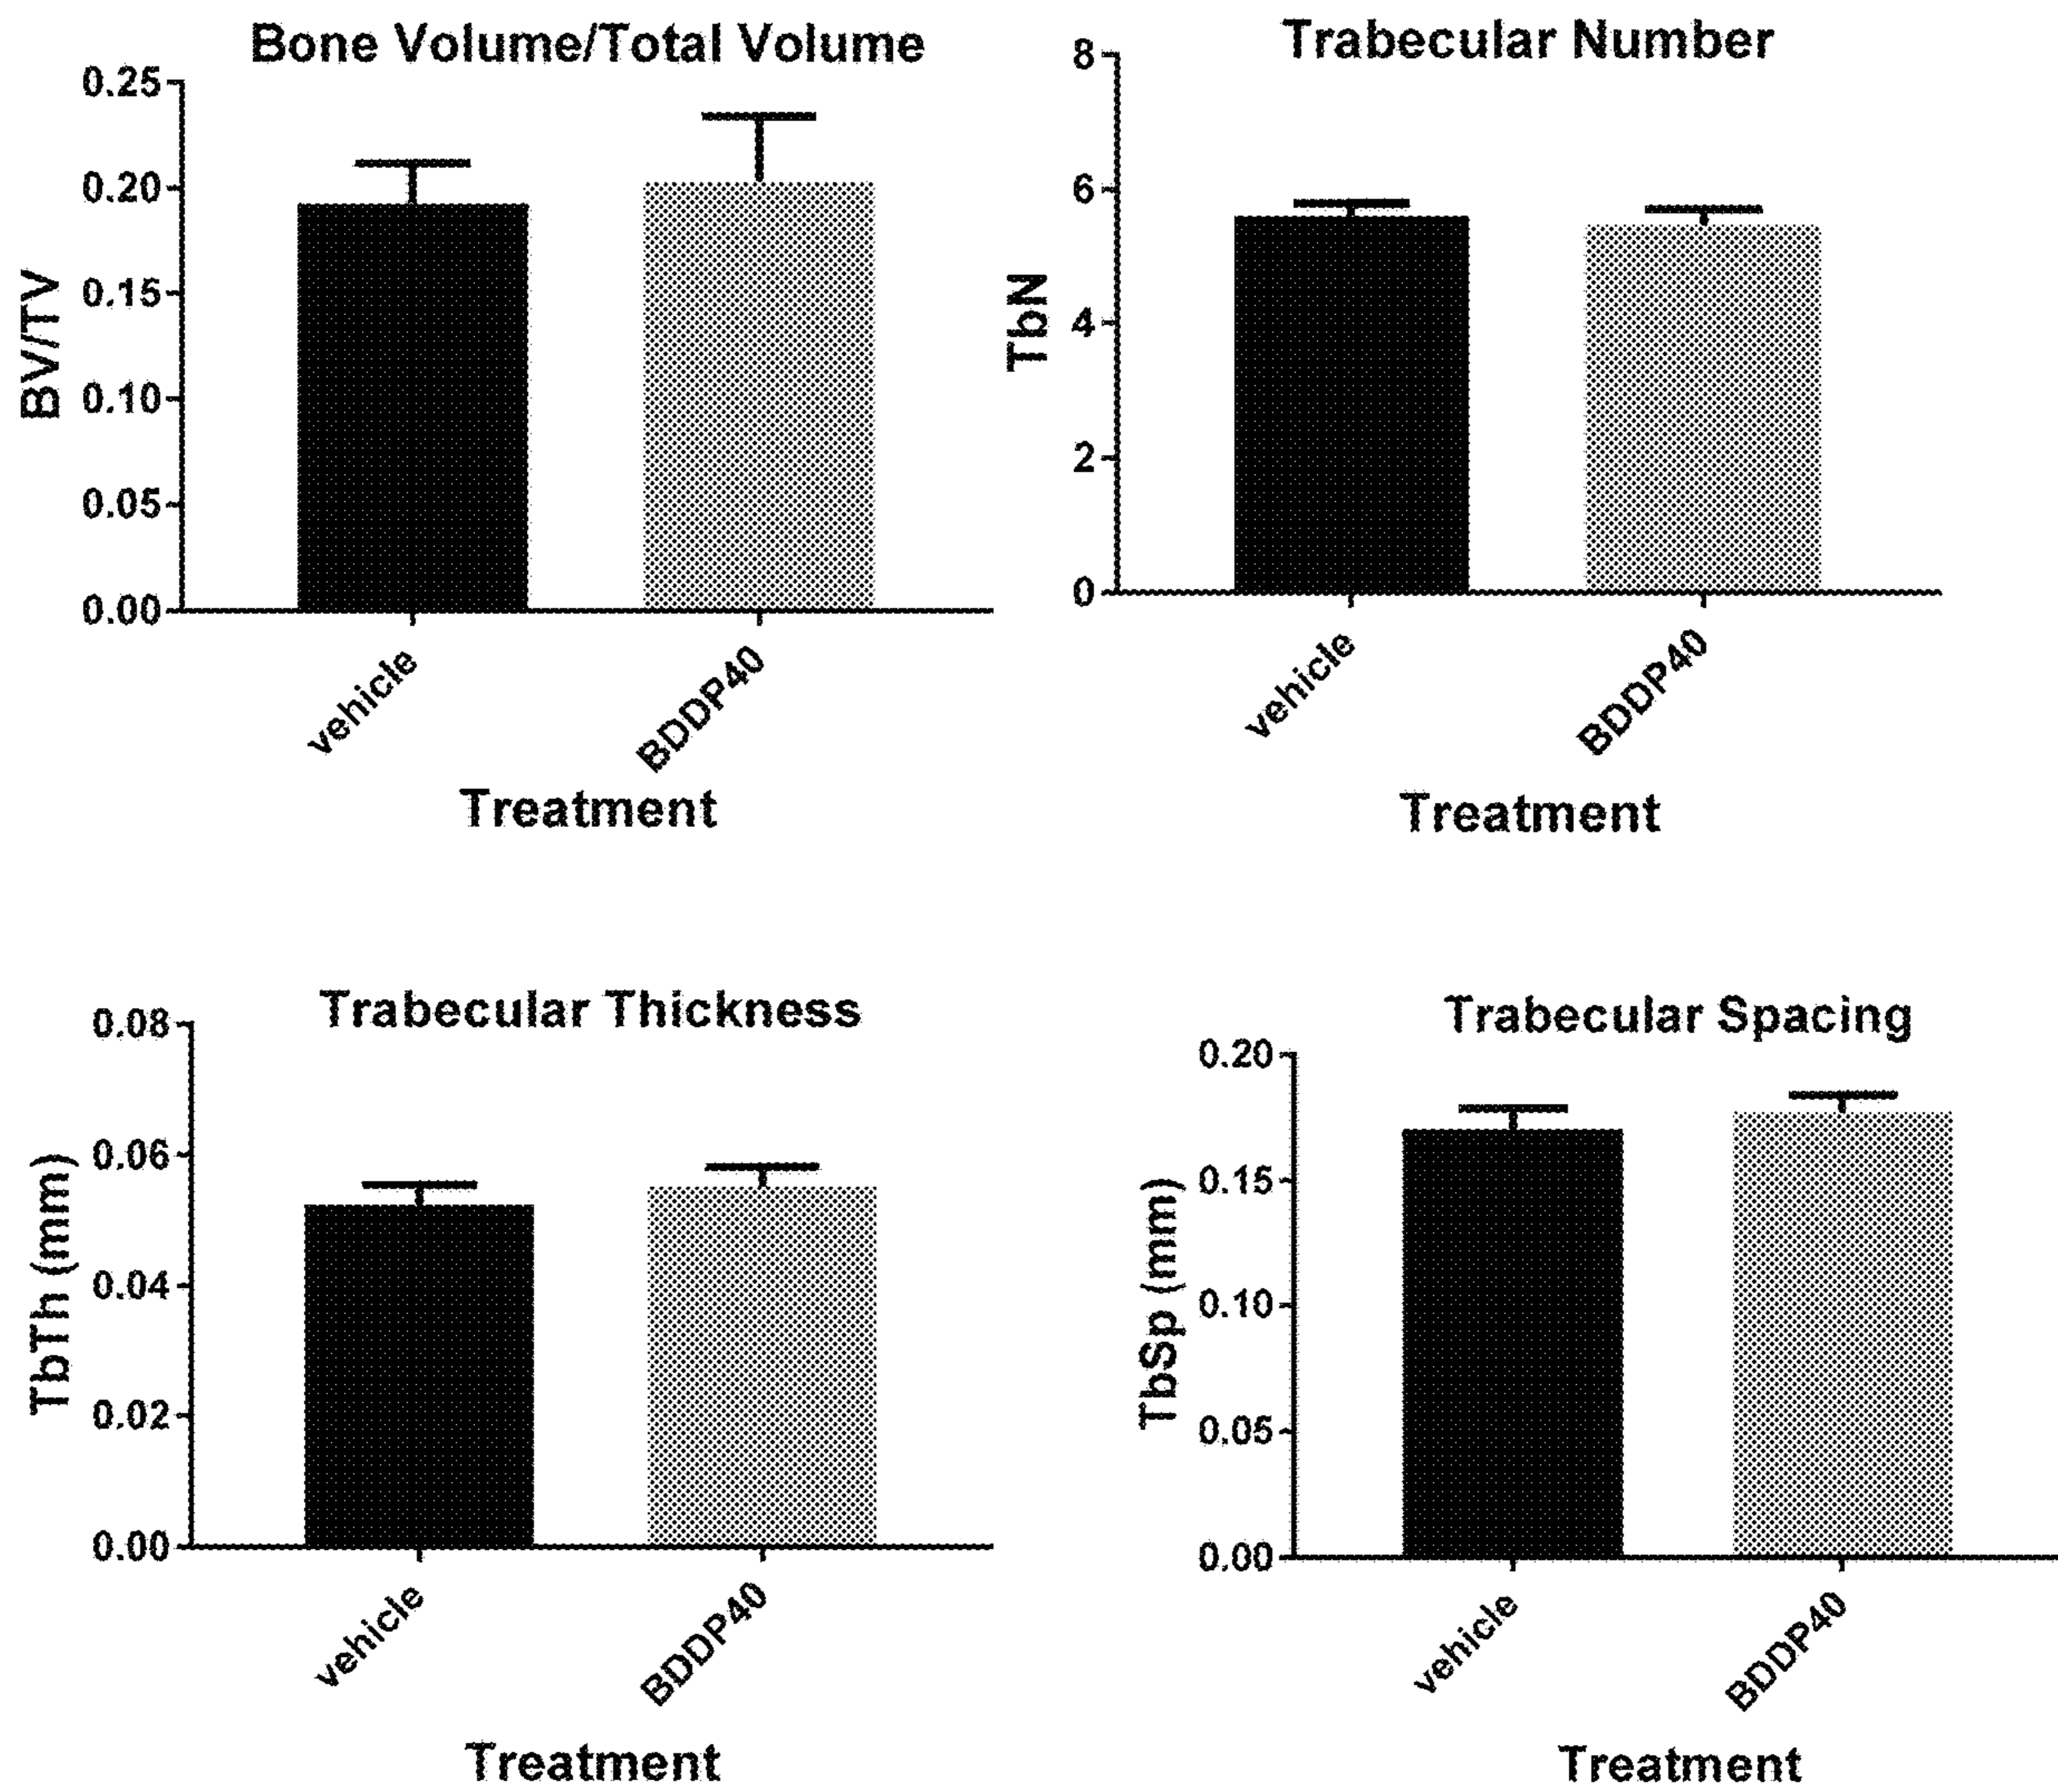 Bone Volume/Total Volume
BV/TV
0.25
0.20
0.15
0.10
0.05
0.00
vehicle
BDDP40
Treatment
Trabecular Number
TbN
8
6
4
2
0
vehicle
BDDP40
Treatment
Trabecular Thickness
TbTh (mm)
0.08
0.06
0.04
0.02
0.00
vehicle
BDDP40
Treatment
Trabecular Spacing
TbSp (mm)
0.20
0.15
0.10
0.05
0.00
vehicle
BDDP40
Treatment